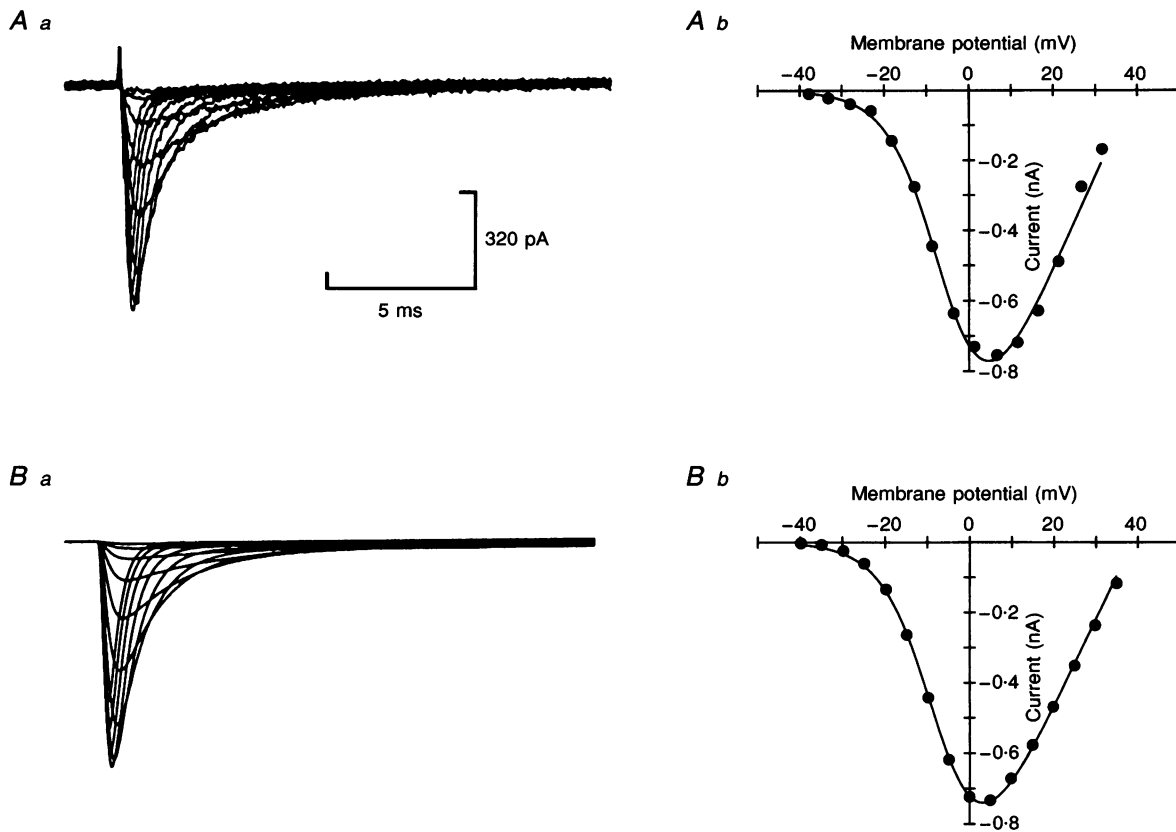 A a
320 pA
5 ms
A b
Membrane potential (mV)
−40 −20 0 20 40
−0·2
−0·4
−0·6
−0·8
Current (nA)
B a
B b
Membrane potential (mV)
−40 −20 0 20 40
−0·2
−0·4
−0·6
−0·8
Current (nA)